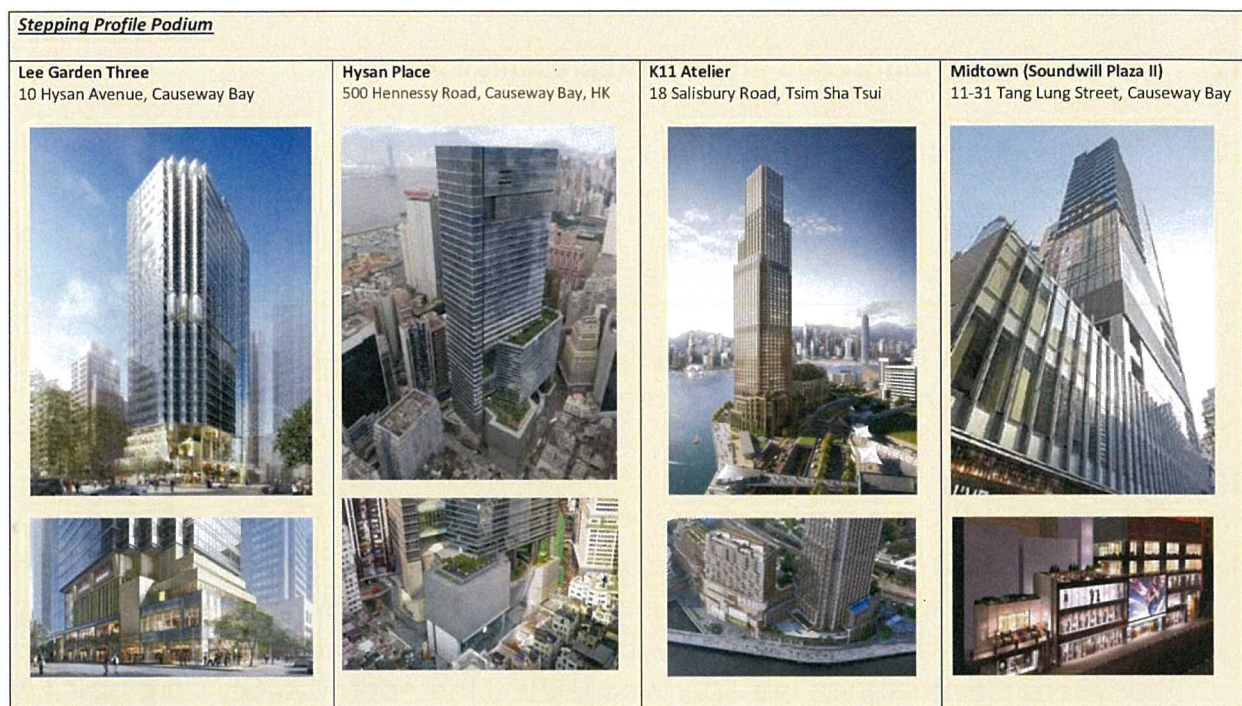 Stepping Profile Podium
Lee Garden Three
10 Hysan Avenue, Causeway Bay
Hysan Place
500 Hennessy Road, Causeway Bay, HK
K11 Atelier
18 Salisbury Road, Tsim Sha Tsui
Midtown (Soundwill Plaza II)
11-31 Tang Lung Street, Causeway Bay